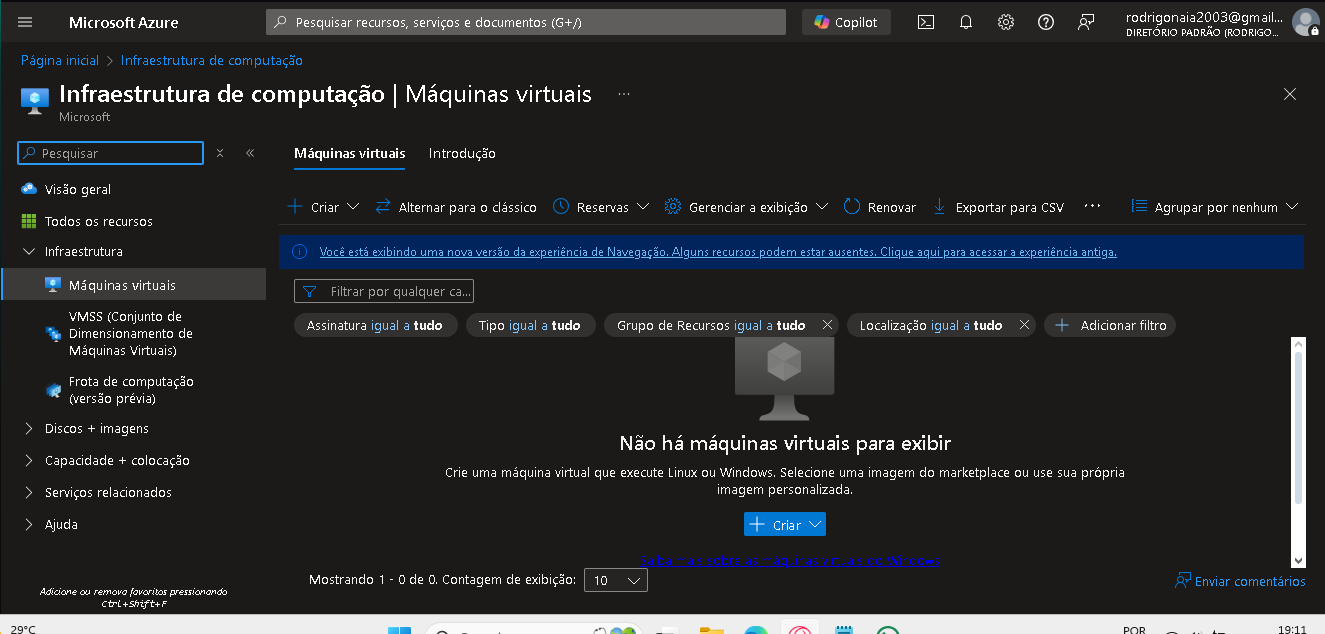 Microsoft Azure
Pesquisar recursos, serviços e documentos (G+/)
Copilot
rodrigonaia2003@gmail...
DIRETÓRIO PADRÃO (RODRIGO...
Página inicial > Infraestrutura de computação
Infraestrutura de computação | Máquinas virtuais ...
Microsoft
Pesquisar
Visão geral
Todos os recursos
Infraestrutura
Máquinas virtuais
VMSS (Conjunto de
Dimensionamento de
Máquinas Virtuais)
Frota de computação
(versão prévia)
Discos + imagens
Capacidade + colocação
Serviços relacionados
Ajuda
Adicione ou remova favoritos pressionando
Ctrl+Shift+F
Máquinas virtuais Introdução
Criar Alternar para o clássico Reservas Gerenciar a exibição Renovar Exportar para CSV ... Agrupar por nenhum
Você está exibindo uma nova versão da experiência de Navegação. Alguns recursos podem estar ausentes. Clique aqui para acessar a experiência antiga.
Filtrar por qualquer ca...
Assinatura igual a tudo Tipo igual a tudo Grupo de Recursos igual a tudo Localização igual a tudo Adicionar filtro
Não há máquinas virtuais para exibir
Crie uma máquina virtual que execute Linux ou Windows. Selecione uma imagem do marketplace ou use sua própria
imagem personalizada.
Criar
Saiba mais sobre as máquinas virtuais do Windows
Mostrando 1 - 0 de 0. Contagem de exibição: 10
Enviar comentários
29°C
POR
19:11